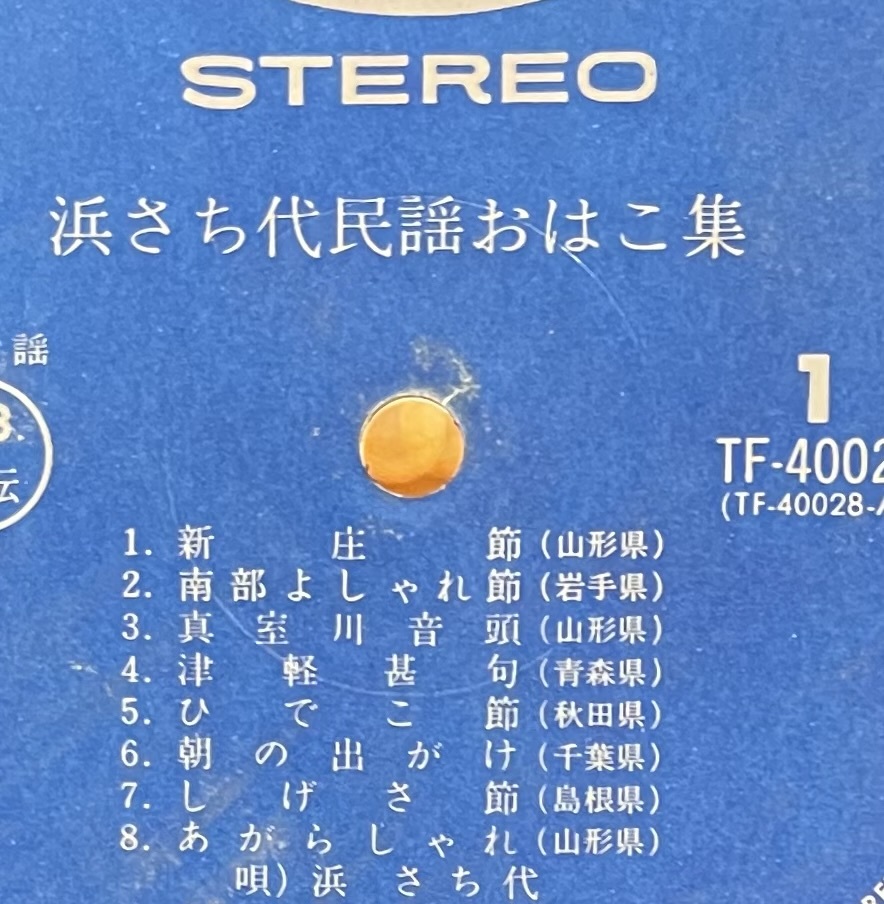 STEREO
浜さち代民謡おはこ集
謡
1
TF-4002
(TF-40028-
1. 新庄節(山形県)
2. 南部よしゃれ節(岩手県)
3. 真室川音頭(山形県)
4. 津軽甚句(青森県)
5. ひでこ節(秋田県)
6. 朝の出がけ(千葉県)
7. しげさ節(島根県)
8. あがらしゃれ(山形県)
唄)浜さち代